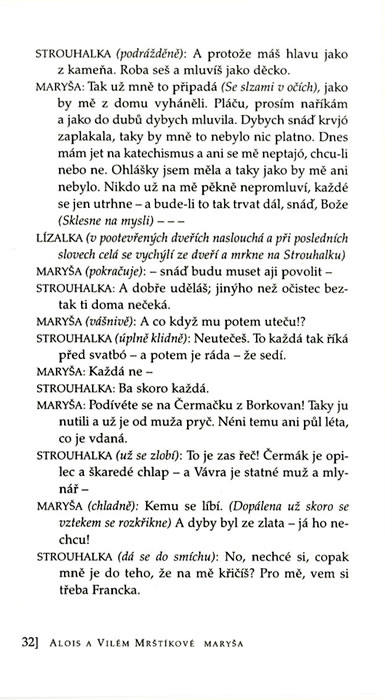 STROUHALKA (podrážděně): A protože máš hlavu jako
z kameňa. Roba seš a mluvíš jako děcko.
MARYŠA: Tak už mně to připadá (Se slzami v očích), jako
by mě z domu vyháněli. Pláču, prosím naříkám
a jako do dubů dybych mluvila. Dybych snáď krvjó
zaplakala, taky by mně to nebylo nic platno. Dnes
mám jet na katechismus a ani se mě neptajó, chcu-li
nebo ne. Ohlášky jsem měla a taky jako by mě ani
nebylo. Nikdo už na mě pěkně nepromluví, každé
se jen utrhne – a bude-li to tak trvat dál, snáď, Bože
(Sklesne na mysli) – – –
LÍZALKA (v pootevřených dveřích naslouchá a při posledních
slovech celá se vychýlí ze dveří a mrkne na Strouhalku)
MARYŠA (pokračuje): – snáď budu muset aji povolit –
STROUHALKA: A dobře uděláš; jinýho než očistec bez-
tak ti doma nečeká.
MARYŠA (vášnivě): A co když mu potem uteču!?
STROUHALKA (úplně klidně): Neutečeš. To každá tak říká
před svatbó – a potem je ráda – že sedí.
MARYŠA: Každá ne –
STROUHALKA: Ba skoro každá.
MARYŠA: Podívéte se na Čermačku z Borkovan! Taky ju
nutili a už je od muža pryč. Néni temu ani půl léta,
co je vdaná.
STROUHALKA (už se zlobí): To je zas řeč! Čermák je opi-
lec a škaredé chlap – a Vávra je statné muž a mly-
nář –
MARYŠA (chladně): Kemu se líbí. (Dopálena už skoro se
vztekem se rozkřikne) A dyby byl ze zlata – já ho ne-
chcu!
STROUHALKA (dá se do smíchu): No, nechcé si, copak
mně je do teho, že na mě křičíš? Pro mě, vem si
třeba Francka.
32] ALOIS A VILÉM MRŠTÍKOVÉ MARYŠA